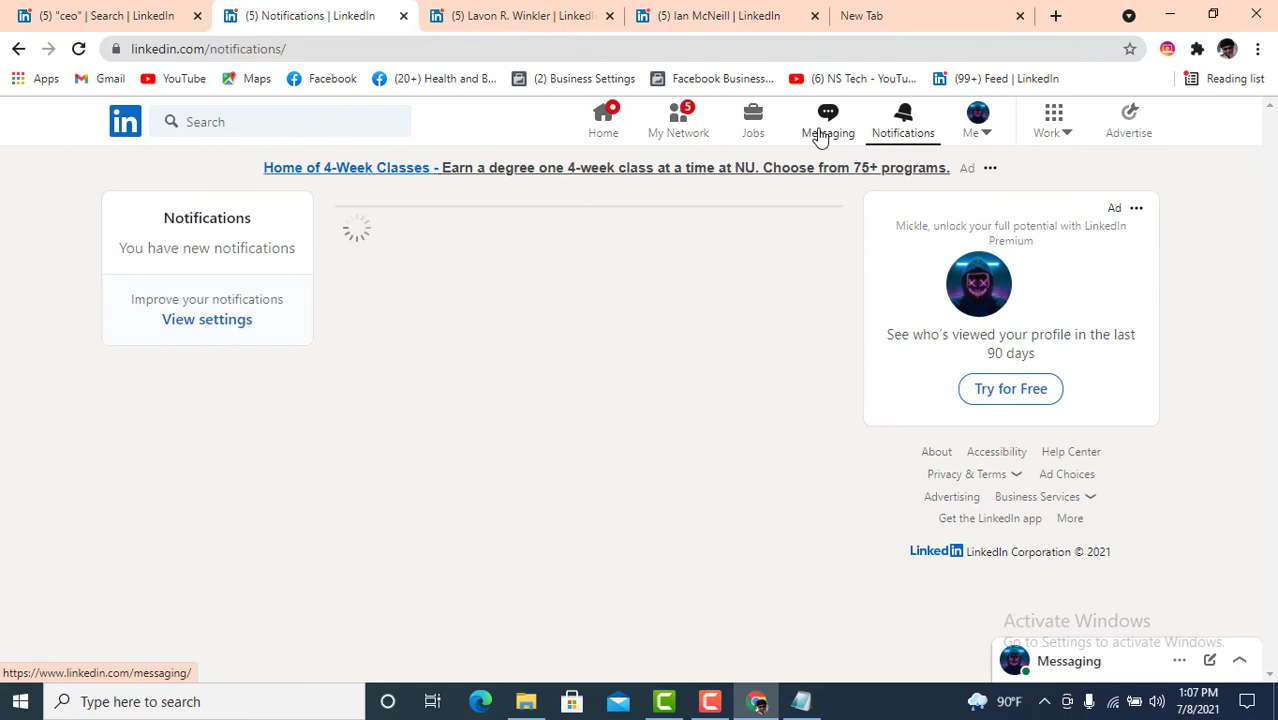 (5) "ceo" | Search | LinkedIn
(5) Notifications | LinkedIn
(5) Lavon R. Winkler | LinkedIn
(5) Ian McNeill | LinkedIn
New Tab
linkedin.com/notifications/
Apps
Gmail
YouTube
Maps
Facebook
(20+) Health and B...
(2) Business Settings
Facebook Business...
(6) NS Tech - YouTu...
(99+) Feed | LinkedIn
Reading list
in
Search
Home
5
My Network
Jobs
Messaging
Notifications
Me
Work
Advertise
Home of 4-Week Classes - Earn a degree one 4-week class at a time at NU. Choose from 75+ programs.
Ad
Notifications
You have new notifications
Improve your notifications
View settings
Ad
Mickle, unlock your full potential with LinkedIn
Premium
See who's viewed your profile in the last
90 days
Try for Free
About Accessibility Help Center
Privacy & Terms Ad Choices
Advertising Business Services
Get the LinkedIn app More
LinkedIn LinkedIn Corporation © 2021
Activate Windows
Go to Settings to activate Windows.
Messaging
https://www.linkedin.com/messaging/
Type here to search
90°F
1:07 PM
7/8/2021